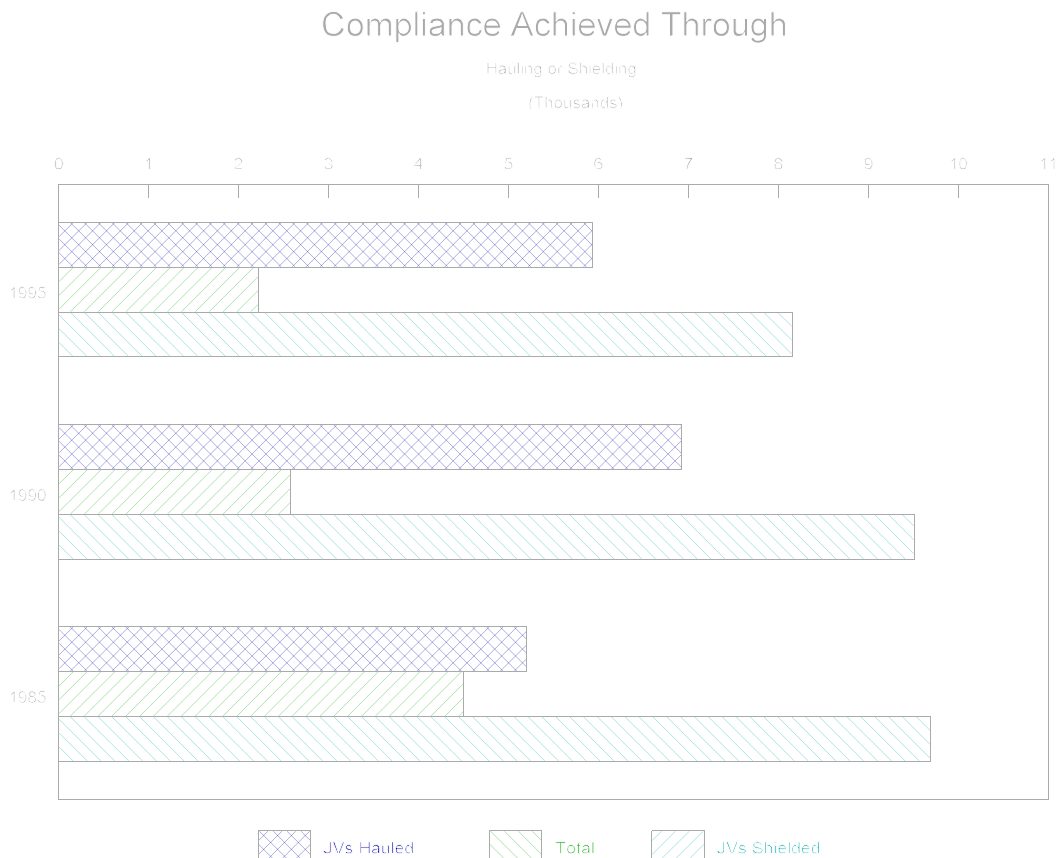 Compliance Achieved Through
Hauling or Shielding
(Thousands)
0 1 2 3 4 5 6 7 8 9 10 11
1995
1990
1985
JVs Hauled Total JVs Shielded